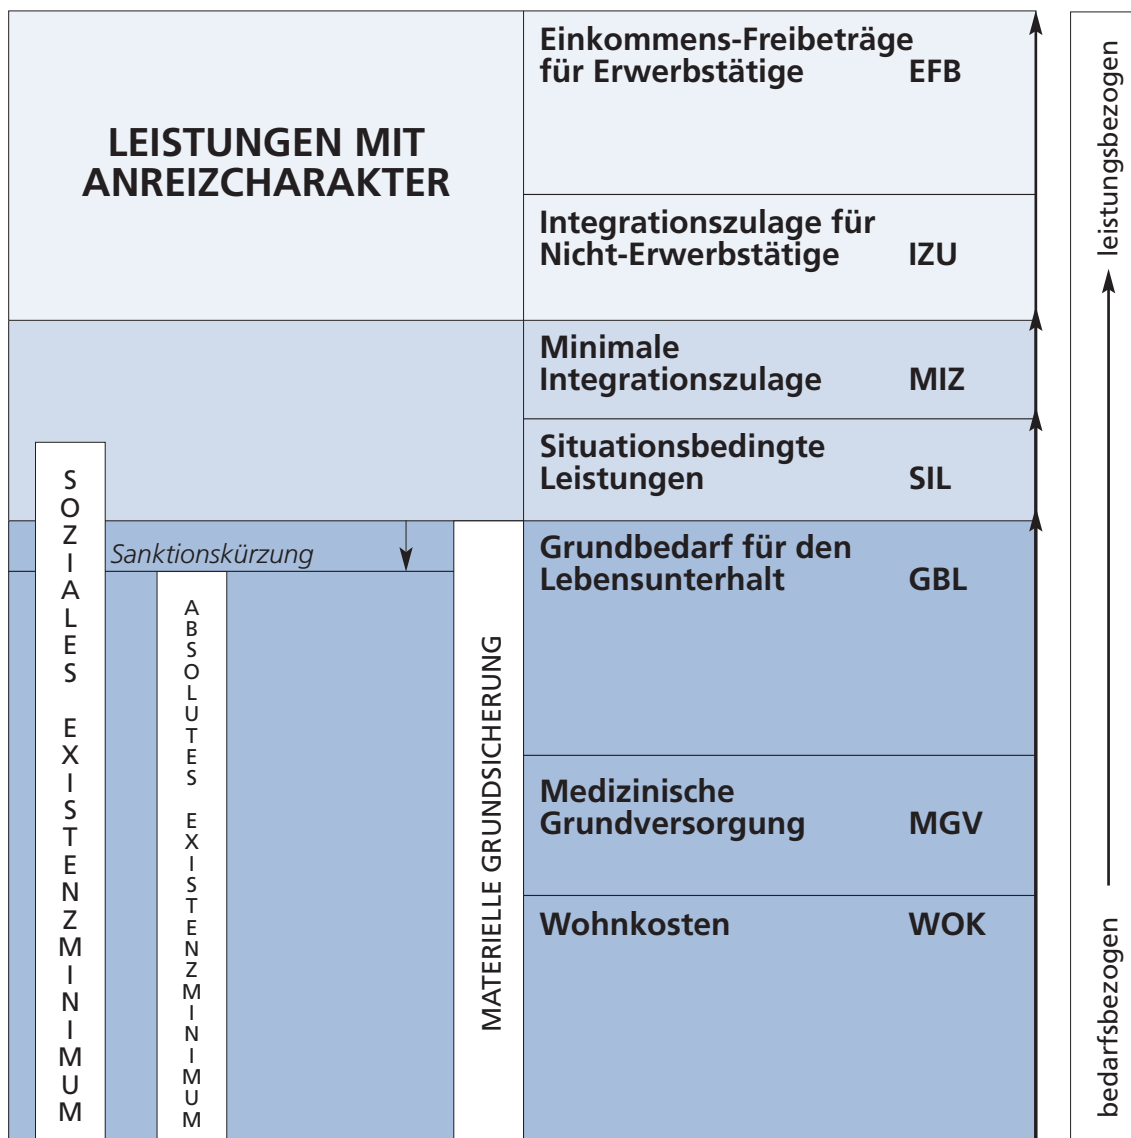 LEISTUNGEN MIT
ANREIZCHARAKTER
Einkommens-Freibeträge
für Erwerbstätige EFB
Integrationszulage für
Nicht-Erwerbstätige IZU
Minimale
Integrationszulage MIZ
Situationsbedingte
Leistungen SIL
Sanktionskürzung
Grundbedarf für den
Lebensunterhalt GBL
Medizinische
Grundversorgung MGV
Wohnkosten WOK
SOZIALES EXISTENZMINIMUM
ABSOLUTES EXISTENZMINIMUM
MATERIELLE GRUNDSICHERUNG
leistungsbezogen
bedarfsbezogen